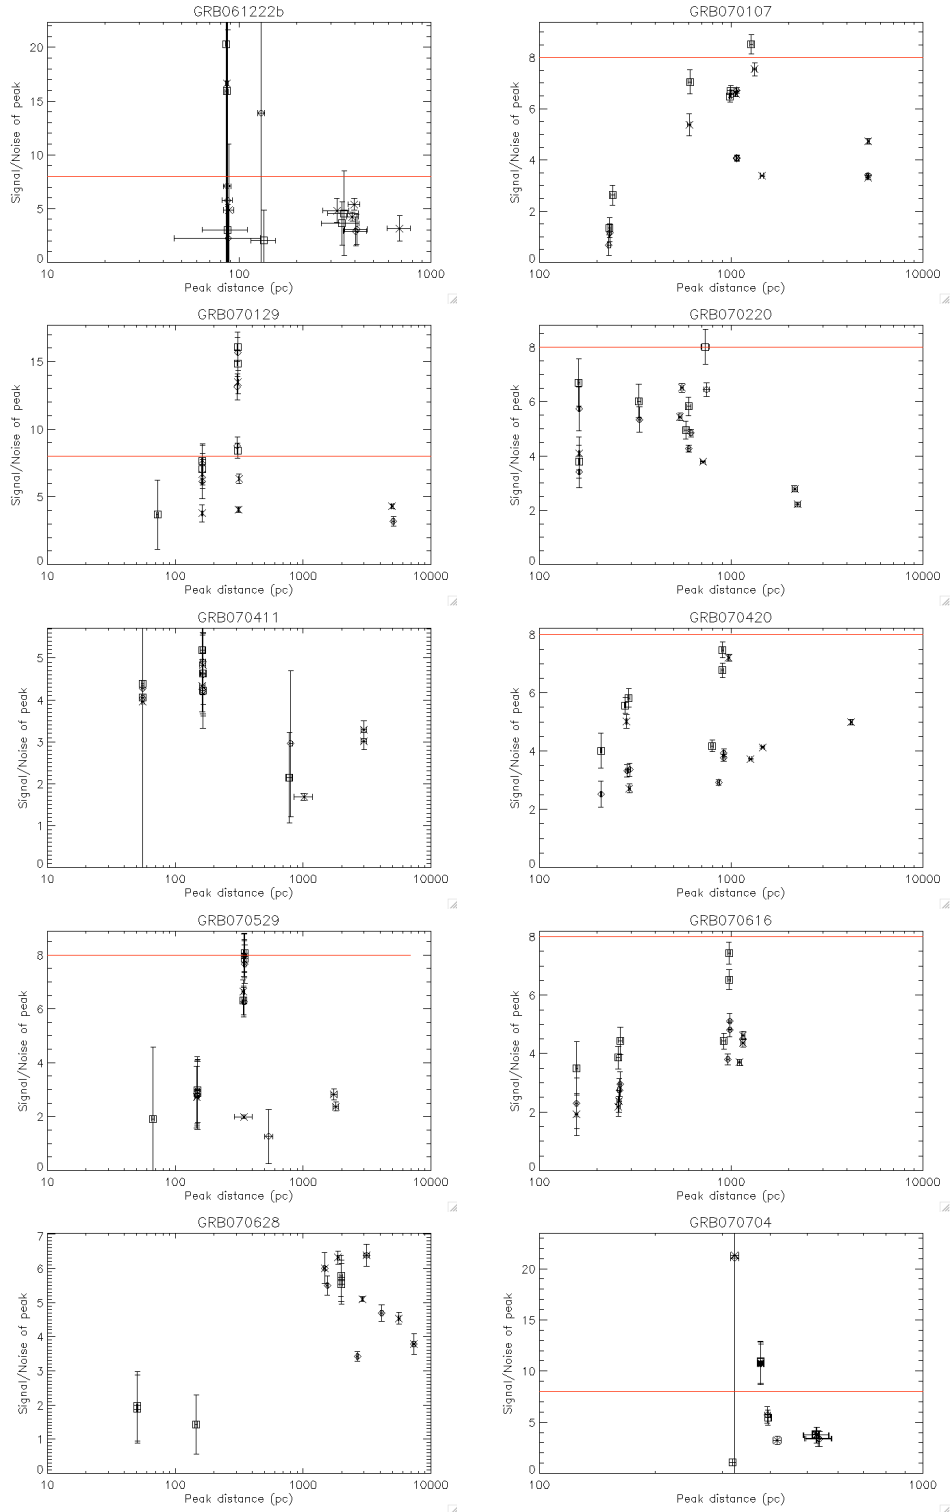 GRB061222b
Signal/Noise of peak
20
15
10
5
0
10 100 1000
Peak distance (pc)
GRB070107
Signal/Noise of peak
8
6
4
2
0
100 1000 10000
Peak distance (pc)
GRB070129
Signal/Noise of peak
15
10
5
0
10 100 1000 10000
Peak distance (pc)
GRB070220
Signal/Noise of peak
8
6
4
2
0
100 1000 10000
Peak distance (pc)
GRB070411
Signal/Noise of peak
5
4
3
2
1
0
10 100 1000 10000
Peak distance (pc)
GRB070420
Signal/Noise of peak
8
6
4
2
0
100 1000 10000
Peak distance (pc)
GRB070529
Signal/Noise of peak
8
6
4
2
0
10 100 1000 10000
Peak distance (pc)
GRB070616
Signal/Noise of peak
8
6
4
2
0
100 1000 10000
Peak distance (pc)
GRB070628
Signal/Noise of peak
7
6
5
4
3
2
1
0
10 100 1000 10000
Peak distance (pc)
GRB070704
Signal/Noise of peak
20
15
10
5
0
100 1000
Peak distance (pc)